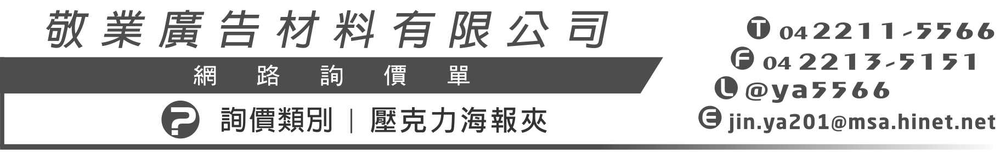 敬業廣告材料有限公司
網路詢價單
? 詢價類別｜壓克力海報夾
T 04 2211-5566
F 04 2213-5151
L @ya5566
E jin.ya201@msa.hinet.net